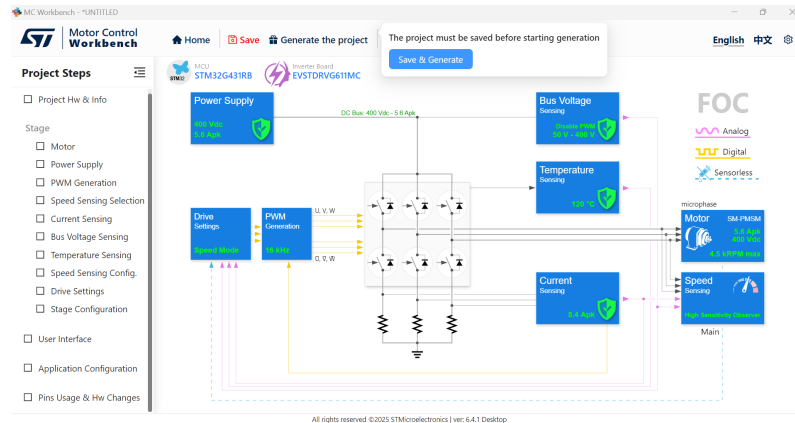 MC Workbench - *UNTITLED
Motor Control
Workbench
Home
Save
Generate the project
The project must be saved before starting generation
Save & Generate
English
中文
Project Steps
Project Hw & Info
Stage
Motor
Power Supply
PWM Generation
Speed Sensing Selection
Current Sensing
Bus Voltage Sensing
Temperature Sensing
Speed Sensing Config.
Drive Settings
Stage Configuration
User Interface
Application Configuration
Pins Usage & Hw Changes
STM32
MCU
STM32G431RB
Inverter Board
EVSTDRVG611MC
Power Supply
400 Vdc
5.6 Apk
DC Bus: 400 Vdc - 5.6 Apk
Bus Voltage
Sensing
Disable PWM
50 V - 400 V
Temperature
Sensing
120 °C
FOC
Analog
Digital
Sensorless
Drive
Settings
Speed Mode
PWM
Generation
16 kHz
U, V, W
U̅, V̅, W̅
microphase
Motor
SM-PMSM
5.6 Apk
400 Vdc
4.5 kRPM max
Current
Sensing
8.4 Apk
Speed
Sensing
High Sensitivity Observer
Main
All rights reserved ©2025 STMicroelectronics | ver: 6.4.1 Desktop